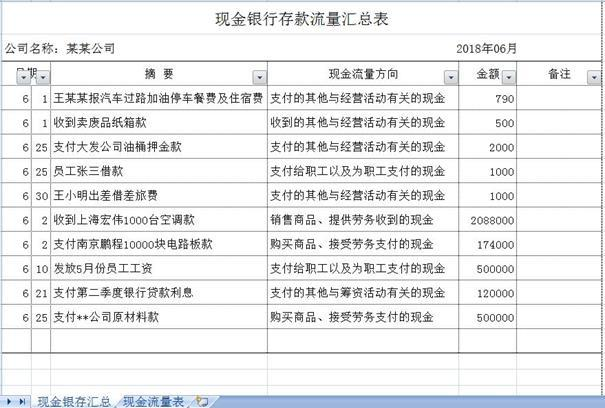 现金银行存款流量汇总表
公司名称：某某公司 2018年06月
日期 摘 要 现金流量方向 金额 备注
6 1 王某某报汽车过路加油停车餐费及住宿费 支付的其他与经营活动有关的现金 790
6 1 收到卖废品纸箱款 收到的其他与经营活动有关的现金 500
6 25 支付大发公司油桶押金款 支付的其他与经营活动有关的现金 2000
6 25 员工张三借款 支付给职工以及为职工支付的现金 1000
6 30 王小明出差借差旅费 支付的其他与经营活动有关的现金 1000
6 2 收到上海宏伟1000台空调款 销售商品、提供劳务收到的现金 2088000
6 2 支付南京鹏程10000块电路板款 购买商品、接受劳务支付的现金 174000
6 10 发放5月份员工工资 支付给职工以及为职工支付的现金 500000
6 21 支付第二季度银行贷款利息 支付的其他与筹资活动有关的现金 120000
6 25 支付**公司原材料款 购买商品、接受劳务支付的现金 500000
现金银存汇总 现金流量表